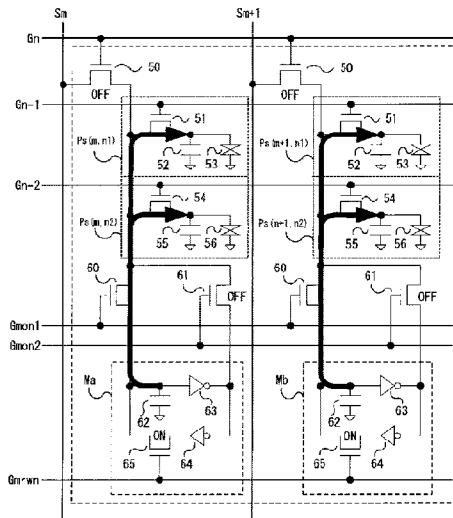 Sm Sm+1
Gn
50 50
OFF OFF
Gn-1
51 51
Ps(m,n1) Ps(m+1,n1)
52 53 52 53
Gn-2
54 54
Ps(m,n2) Ps(n-1,n2)
55 56 55 56
60 61 60 61
OFF OFF
Gmon1
Gmon2
Ma Mb
62 63 62 63
ON ON
65 64 65 64
Gmrwn